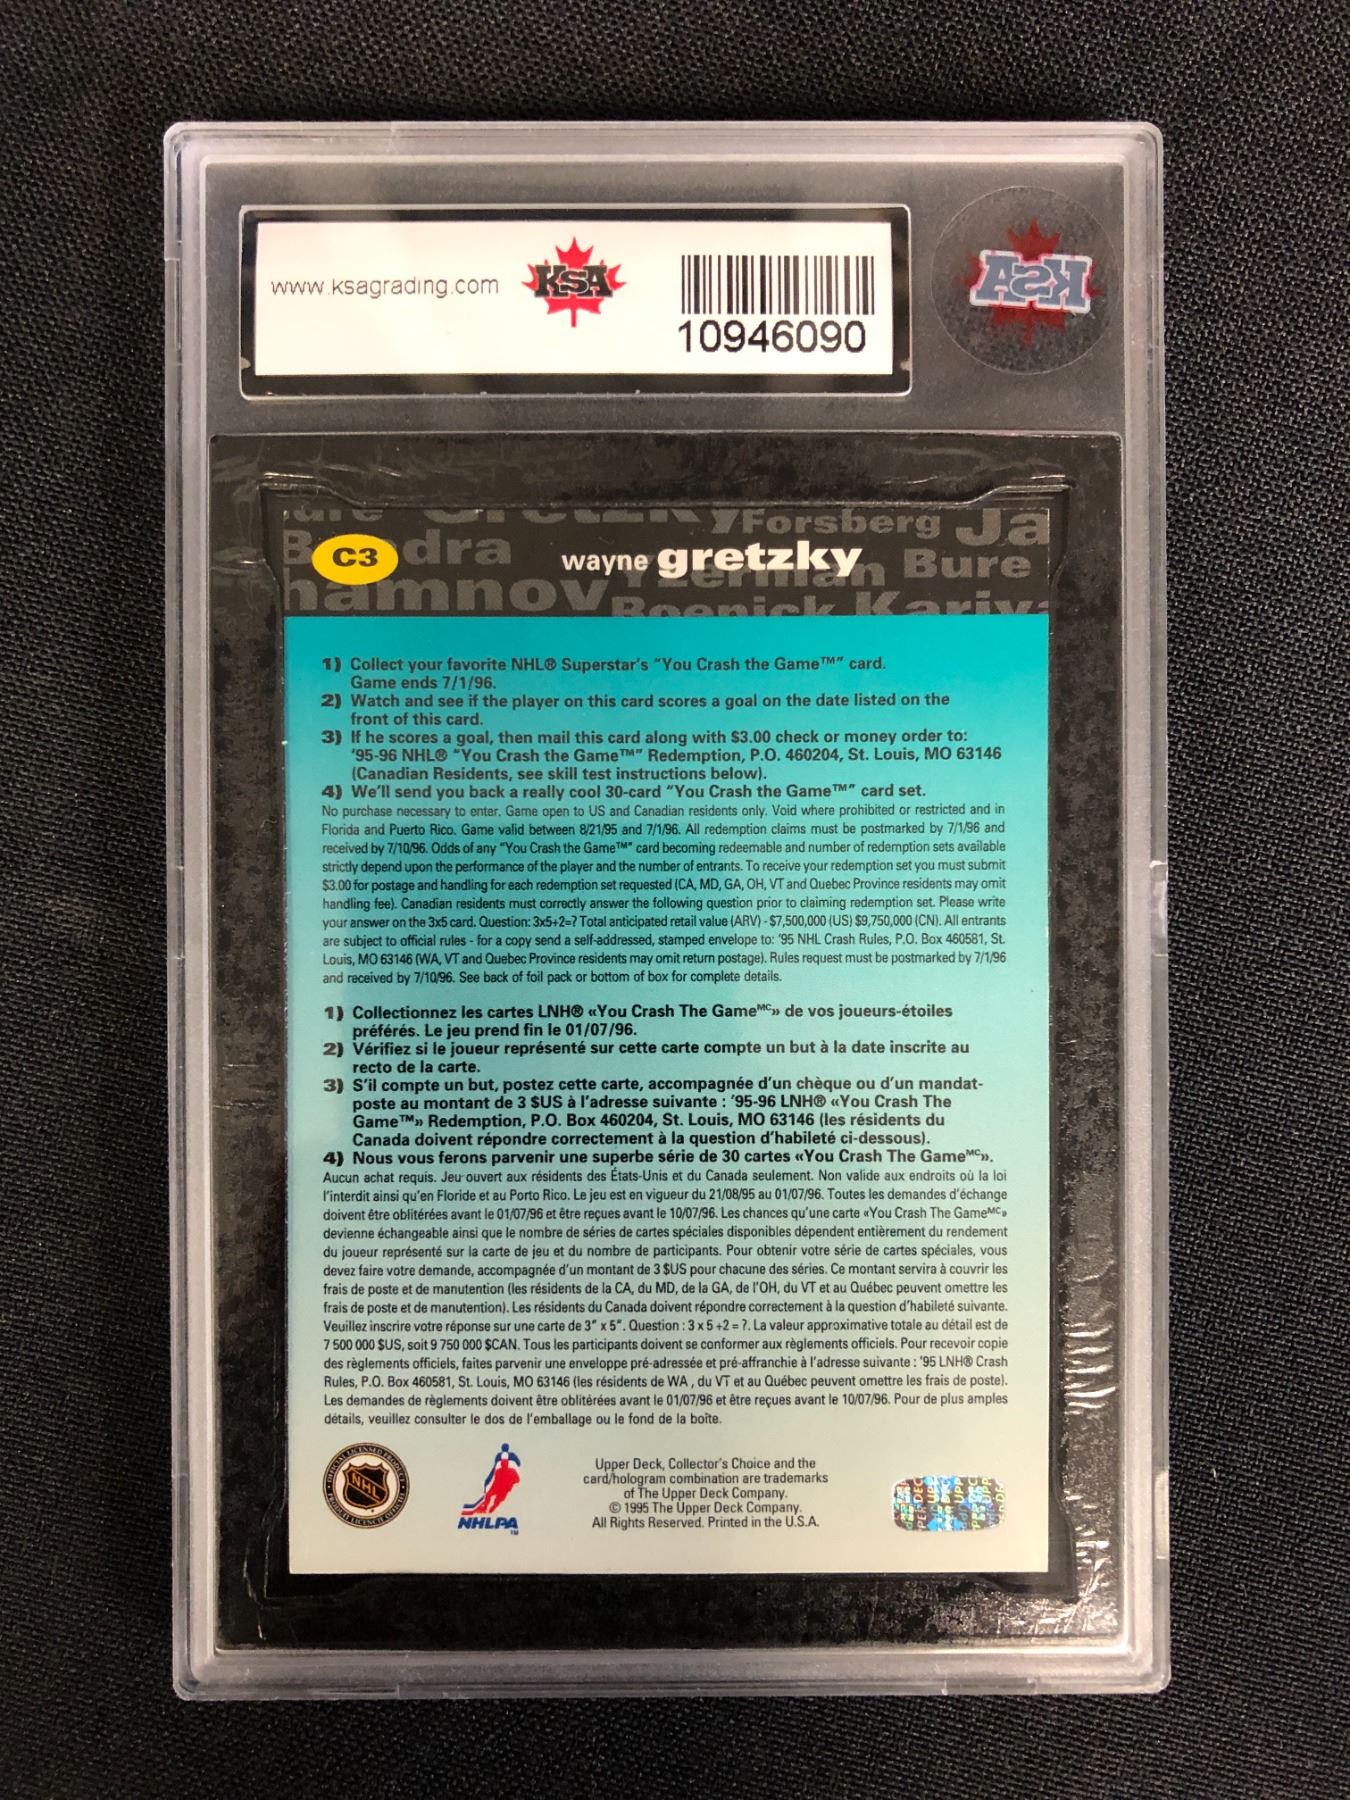 www.ksagrading.com
KSA
10946090
KSA
Gretzky Forsberg
C3
wayne gretzky
Bure
Yzerman
Roenick
1) Collect your favorite NHL® Superstar's "You Crash the Game™" card.
Game ends 7/1/96.
2) Watch and see if the player on this card scores a goal on the date listed on the
front of this card.
3) If he scores a goal, then mail this card along with $3.00 check or money order to:
'95-96 NHL® "You Crash the Game™" Redemption, P.O. 460204, St. Louis, MO 63146
(Canadian Residents, see skill test instructions below).
4) We'll send you back a really cool 30-card "You Crash the Game™" card set.
No purchase necessary to enter. Game open to US and Canadian residents only. Void where prohibited or restricted and in
Florida and Puerto Rico. Game valid between 8/21/95 and 7/1/96. All redemption claims must be postmarked by 7/1/96 and
received by 7/10/96. Odds of any "You Crash the Game™" card becoming redeemable and number of redemption sets available
strictly depend upon the performance of the player and the number of entrants. To receive your redemption set you must submit
$3.00 for postage and handling for each redemption set requested (CA, MD, GA, OH, VT and Quebec Province residents may omit
handling fee). Canadian residents must correctly answer the following question prior to claiming redemption set. Please write
your answer on the 3x5 card. Question: 3x5+2=? Total anticipated retail value (ARV) - $7,500,000 (US) $9,750,000 (CN). All entrants
are subject to official rules - for a copy send a self-addressed, stamped envelope to: '95 NHL Crash Rules, P.O. Box 460581, St.
Louis, MO 63146 (WA, VT and Quebec Province residents may omit return postage). Rules request must be postmarked by 7/1/96
and received by 7/10/96. See back of foil pack or bottom of box for complete details.
1) Collectionnez les cartes LNH® «You Crash The Game ᴹᶜ» de vos joueurs-étoiles
préférés. Le jeu prend fin le 01/07/96.
2) Vérifiez si le joueur représenté sur cette carte compte un but à la date inscrite au
recto de la carte.
3) S'il compte un but, postez cette carte, accompagnée d'un chèque ou d'un mandat-
poste au montant de 3 $US à l'adresse suivante : '95-96 LNH® «You Crash The
Game™» Redemption, P.O. Box 460204, St. Louis, MO 63146 (les résidents du
Canada doivent répondre correctement à la question d'habileté ci-dessous).
4) Nous vous ferons parvenir une superbe série de 30 cartes «You Crash The Game ᴹᶜ».
Aucun achat requis. Jeu ouvert aux résidents des États-Unis et du Canada seulement. Non valide aux endroits où la loi
l'interdit ainsi qu'en Floride et au Porto Rico. Le jeu est en vigueur du 21/08/95 au 01/07/96. Toutes les demandes d'échange
doivent être oblitérées avant le 01/07/96 et être reçues avant le 10/07/96. Les chances qu'une carte «You Crash The Game ᴹᶜ»
devienne échangeable ainsi que le nombre de séries de cartes spéciales disponibles dépendent entièrement du rendement
du joueur représenté sur la carte de jeu et du nombre de participants. Pour obtenir votre série de cartes spéciales, vous
devez faire votre demande, accompagnée d'un montant de 3 $US pour chacune des séries. Ce montant servira à couvrir les
frais de poste et de manutention (les résidents de la CA, du MD, de la GA, de l'OH, du VT et au Québec peuvent omettre les
frais de poste et de manutention). Les résidents du Canada doivent répondre correctement à la question d'habileté suivante.
Veuillez inscrire votre réponse sur une carte de 3" x 5". Question : 3 x 5 +2 = ?. La valeur approximative totale au détail est de
7 500 000 $US, soit 9 750 000 $CAN. Tous les participants doivent se conformer aux règlements officiels. Pour recevoir copie
des règlements officiels, faites parvenir une enveloppe pré-adressée et pré-affranchie à l'adresse suivante : '95 LNH® Crash
Rules, P.O. Box 460581, St. Louis, MO 63146 (les résidents de WA , du VT et au Québec peuvent omettre les frais de poste).
Les demandes de règlements doivent être oblitérées avant le 01/07/96 et être reçues avant le 10/07/96. Pour de plus amples
détails, veuillez consulter le dos de l'emballage ou le fond de la boîte.
NHL
NHLPA
™
Upper Deck, Collector's Choice and the
card/hologram combination are trademarks
of The Upper Deck Company.
© 1995 The Upper Deck Company.
All Rights Reserved. Printed in the U.S.A.